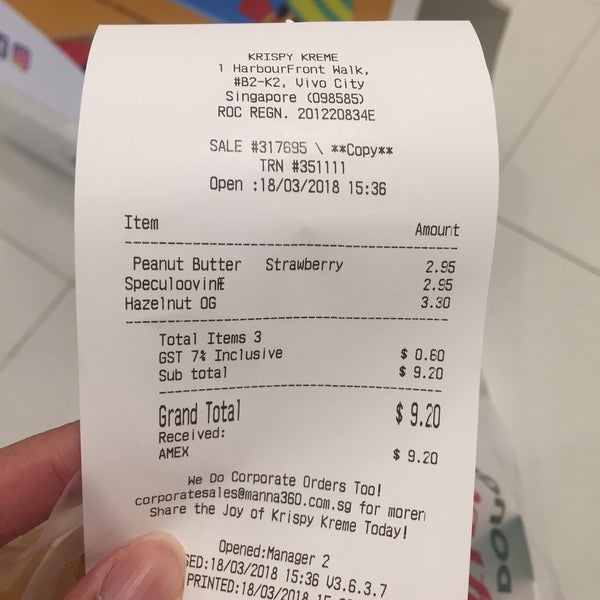 KRISPY KREME
1 HarbourFront Walk,
#B2-K2, Vivo City
Singapore (098585)
ROC REGN. 201220834E
SALE #317695 \ **Copy**
TRN #351111
Open :18/03/2018 15:36
Item Amount
Peanut Butter Strawberry 2.95
SpeculoovinÆ 2.95
Hazelnut OG 3.30
Total Items 3
GST 7% Inclusive $ 0.60
Sub total $ 9.20
Grand Total $ 9.20
Received:
AMEX $ 9.20
We Do Corporate Orders Too!
corporatesales@manna360.com.sg for more
Share the Joy of Krispy Kreme Today!
Opened:Manager 2
SED:18/03/2018 15:36 V3.6.3.7
PRINTED:18/03/2018
DOU